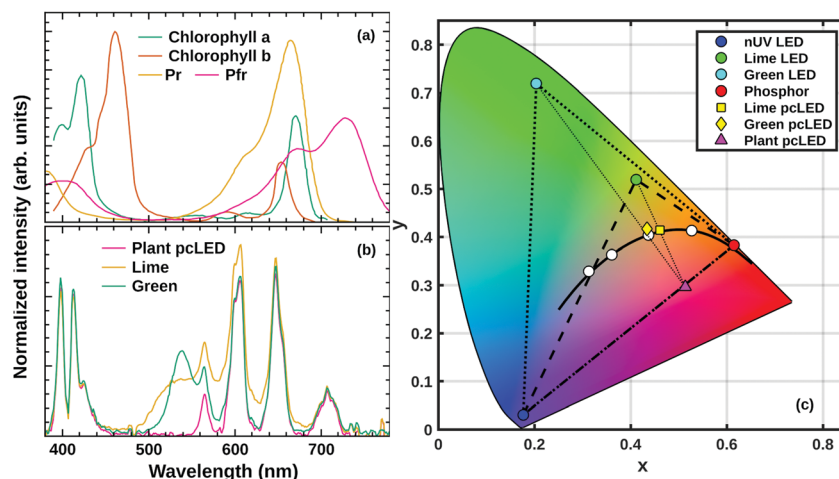 Normalized intensity (arb. units)
(a)
Chlorophyll a
Chlorophyll b
Pr
Pfr
(b)
Plant pcLED
Lime
Green
400
500
600
700
Wavelength (nm)
y
0.8
0.7
0.6
0.5
0.4
0.3
0.2
0.1
0
nUV LED
Lime LED
Green LED
Phosphor
Lime pcLED
Green pcLED
Plant pcLED
(c)
0 0.2 0.4 0.6 0.8
x